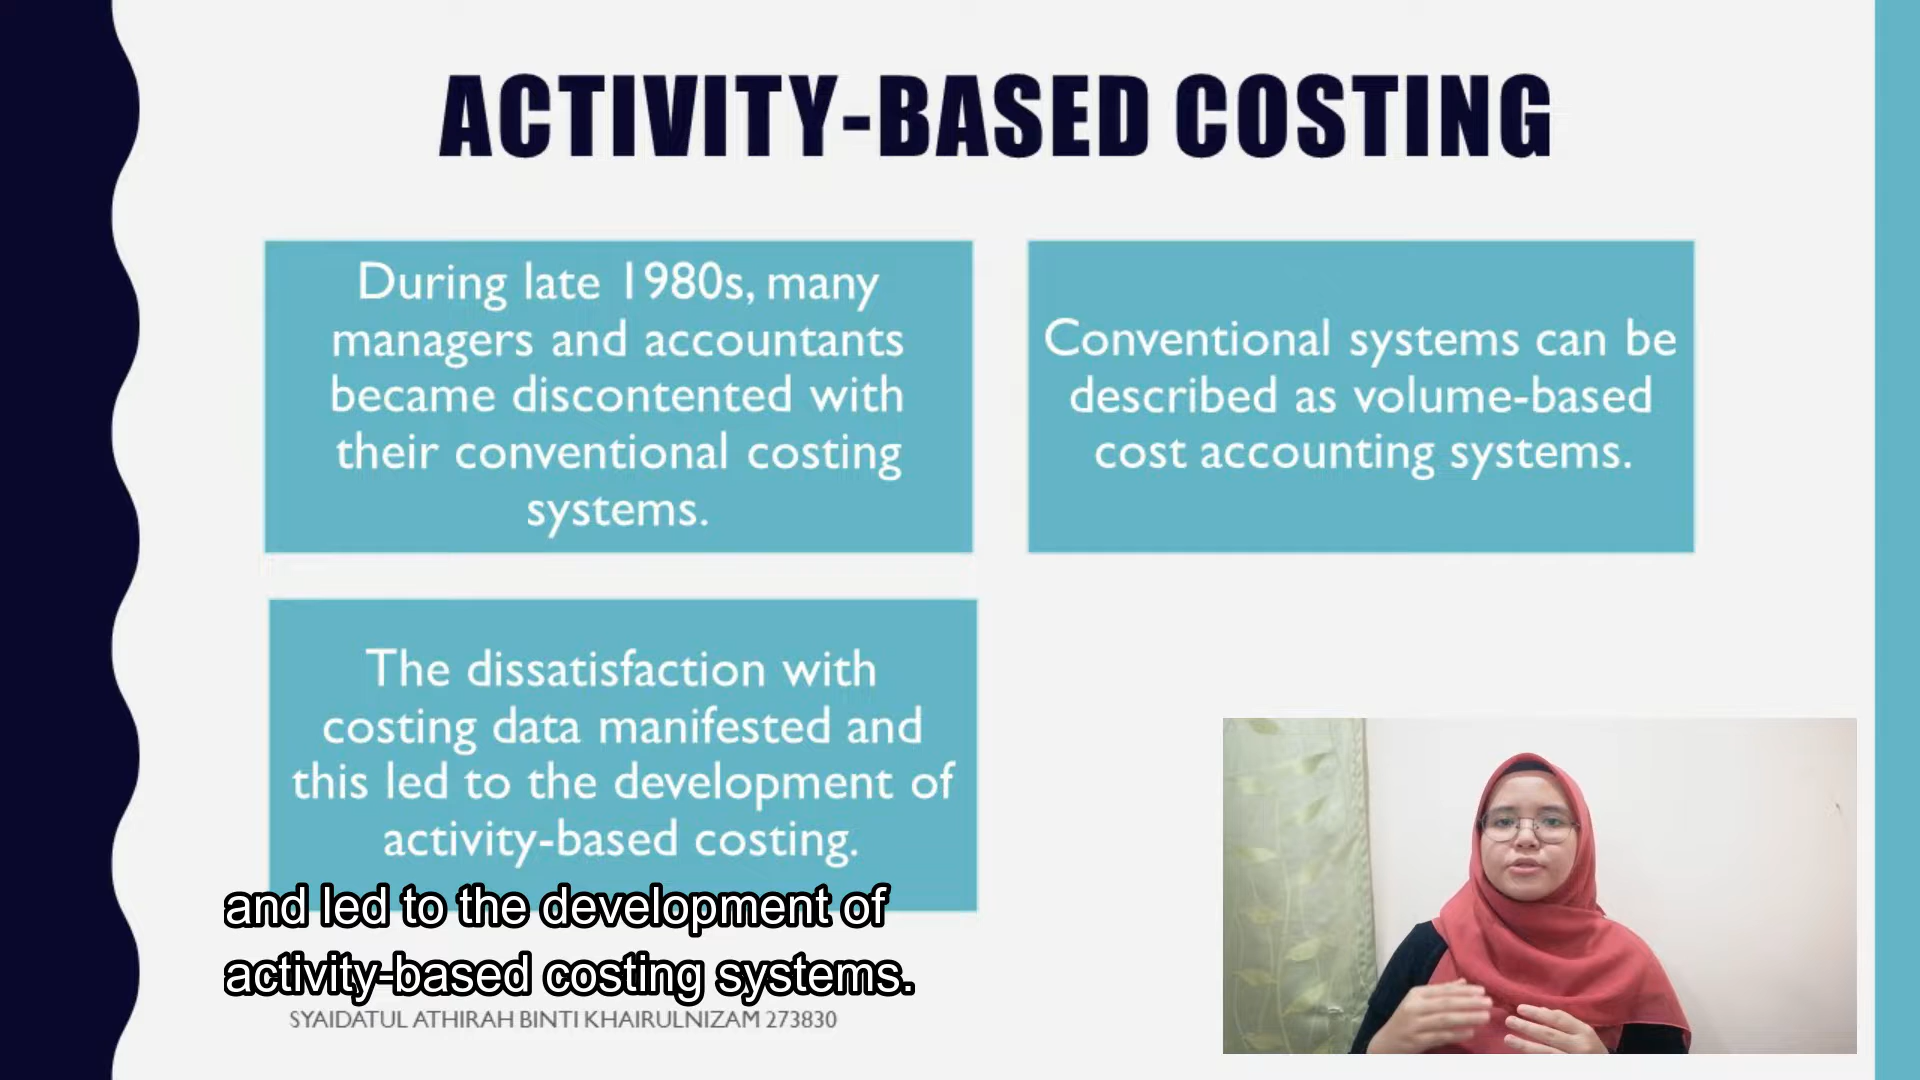 ACTIVITY-BASED COSTING
During late 1980s, many
managers and accountants
became discontented with
their conventional costing
systems.
Conventional systems can be
described as volume-based
cost accounting systems.
The dissatisfaction with
costing data manifested and
this led to the development of
activity-based costing.
and led to the development of
activity-based costing systems.
SYAIDATUL ATHIRAH BINTI KHAIRULNIZAM 273830